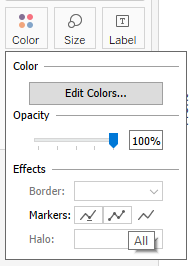 Color Size Label
Color
Edit Colors...
Opacity
100%
Effects
Border:
Markers:
Halo:
All